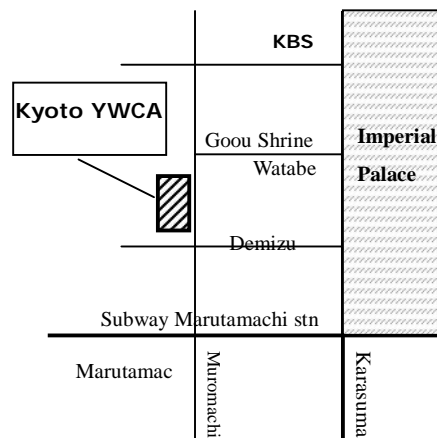 KBS
Kyoto YWCA
Goou Shrine
Imperial
Watabe
Palace
Demizu
Subway Marutamachi stn
Marutamac
Muromachi
Karasuma